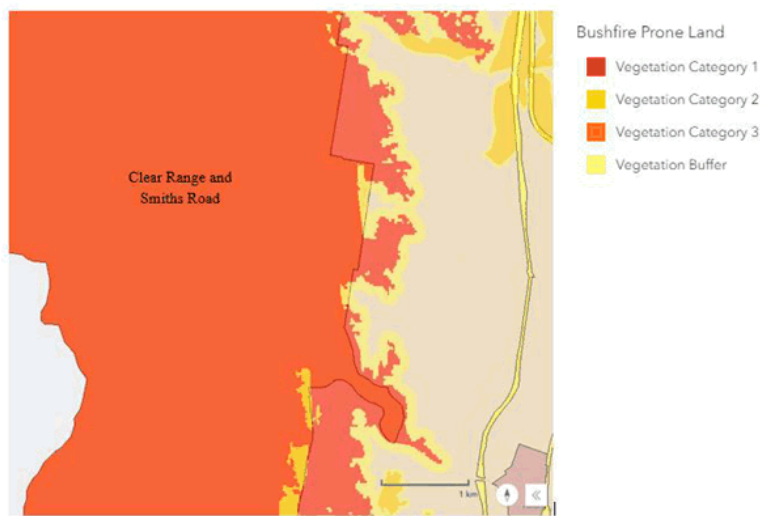 Bushfire Prone Land
Vegetation Category 1
Vegetation Category 2
Vegetation Category 3
Vegetation Buffer
Clear Range and
Smiths Road
1 km